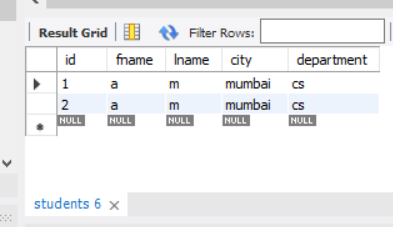 Result Grid Filter Rows:
id fname lname city department
1 a m mumbai cs
2 a m mumbai cs
NULL NULL NULL NULL NULL
students 6